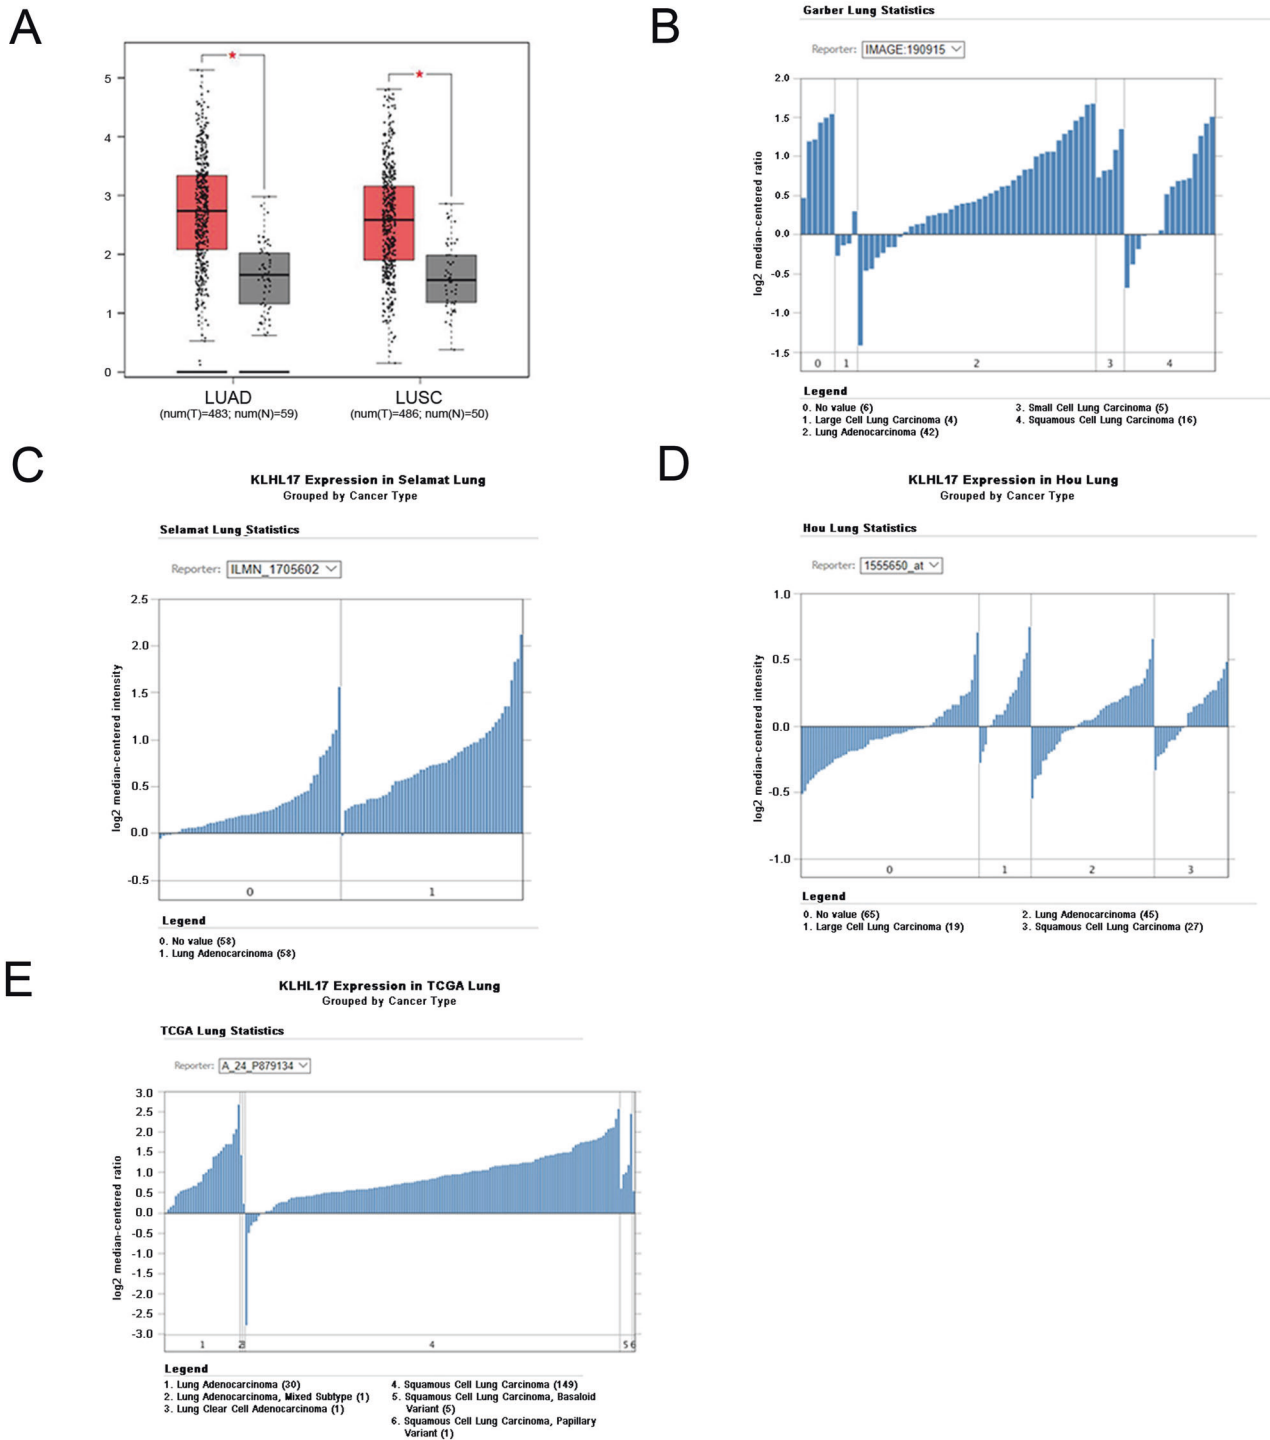 A
5
4
3
2
1
0
LUAD
(num(T)=483; num(N)=59)
LUSC
(num(T)=486; num(N)=50)
B
Garber Lung Statistics
Reporter: IMAGE:190915
log2 median-centered ratio
2.0
1.5
1.0
0.5
0.0
-0.5
-1.0
-1.5
0 1 2 3 4
Legend
0. No value (6)
1. Large Cell Lung Carcinoma (4)
2. Lung Adenocarcinoma (42)
3. Small Cell Lung Carcinoma (5)
4. Squamous Cell Lung Carcinoma (16)
C
KLHL17 Expression in Selamat Lung
Grouped by Cancer Type
Selamat Lung Statistics
Reporter: ILMN_1705602
log2 median-centered intensity
2.5
2.0
1.5
1.0
0.5
0.0
-0.5
0 1
Legend
0. No value (58)
1. Lung Adenocarcinoma (58)
D
KLHL17 Expression in Hou Lung
Grouped by Cancer Type
Hou Lung Statistics
Reporter: 1555650_at
log2 median-centered intensity
1.0
0.5
0.0
-0.5
-1.0
0 1 2 3
Legend
0. No value (65)
1. Large Cell Lung Carcinoma (19)
2. Lung Adenocarcinoma (45)
3. Squamous Cell Lung Carcinoma (27)
E
KLHL17 Expression in TCGA Lung
Grouped by Cancer Type
TCGA Lung Statistics
Reporter: A_24_P879134
log2 median-centered ratio
3.0
2.5
2.0
1.5
1.0
0.5
0.0
-0.5
-1.0
-1.5
-2.0
-2.5
-3.0
1 2 3 4 5 6
Legend
1. Lung Adenocarcinoma (30)
2. Lung Adenocarcinoma, Mixed Subtype (1)
3. Lung Clear Cell Adenocarcinoma (1)
4. Squamous Cell Lung Carcinoma (149)
5. Squamous Cell Lung Carcinoma, Basaloid
Variant (5)
6. Squamous Cell Lung Carcinoma, Papillary
Variant (1)